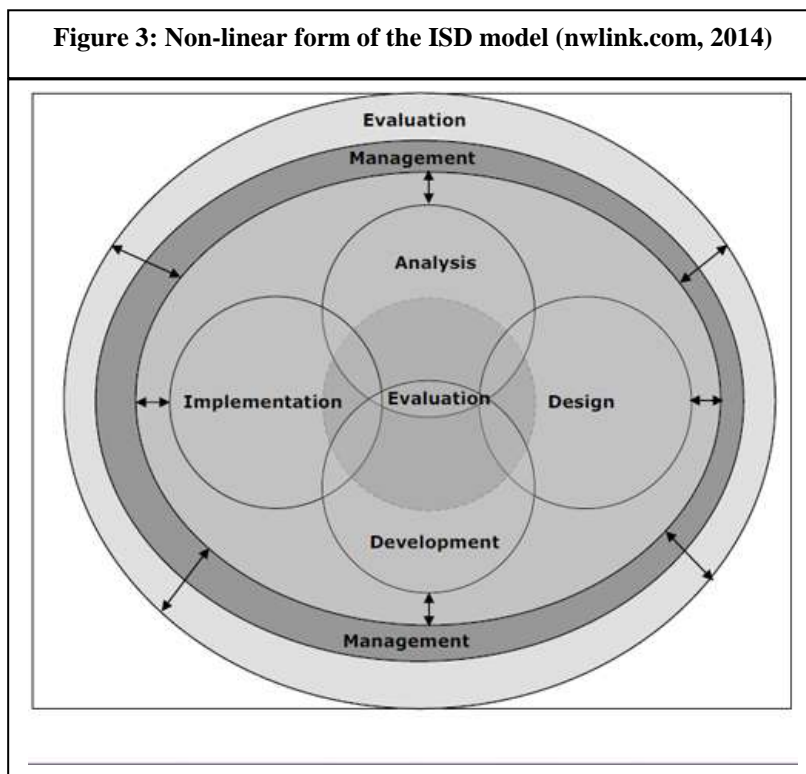 Figure 3: Non-linear form of the ISD model (nwlink.com, 2014)
Evaluation
Management
Analysis
Implementation
Evaluation
Design
Development
Management